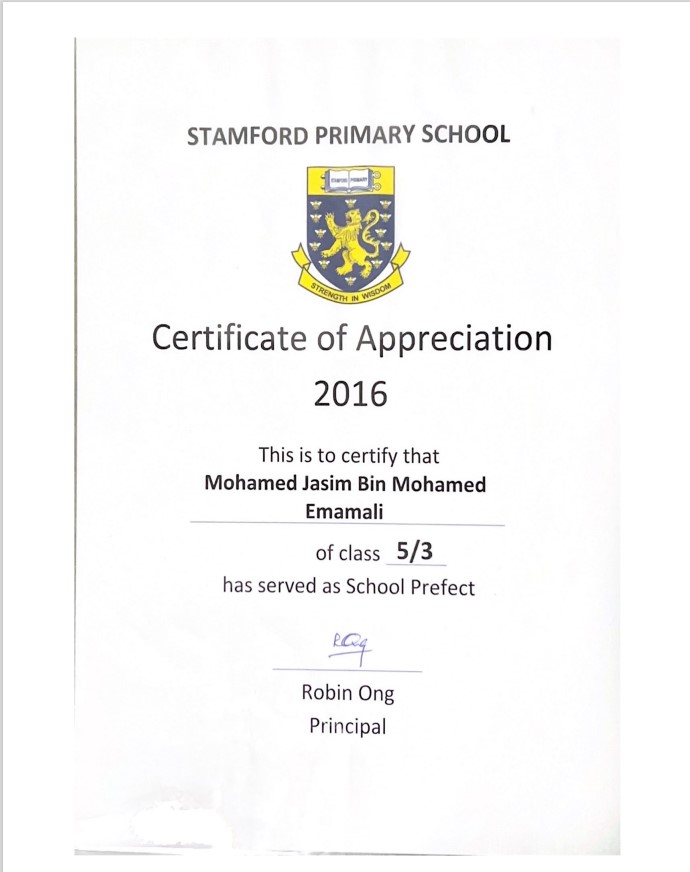 STAMFORD PRIMARY SCHOOL
STAMFORD PRIMARY
STRENGTH IN WISDOM
Certificate of Appreciation
2016
This is to certify that
Mohamed Jasim Bin Mohamed
Emamali
of class 5/3
has served as School Prefect
Robin Ong
Principal